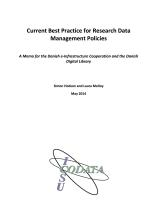 Current Best Practice for Research Data
Management Policies
A Memo for the Danish e-Infrastructure Cooperation and the Danish
Digital Library
Simon Hodson and Laura Molloy
May 2014
CODATA
ICSU